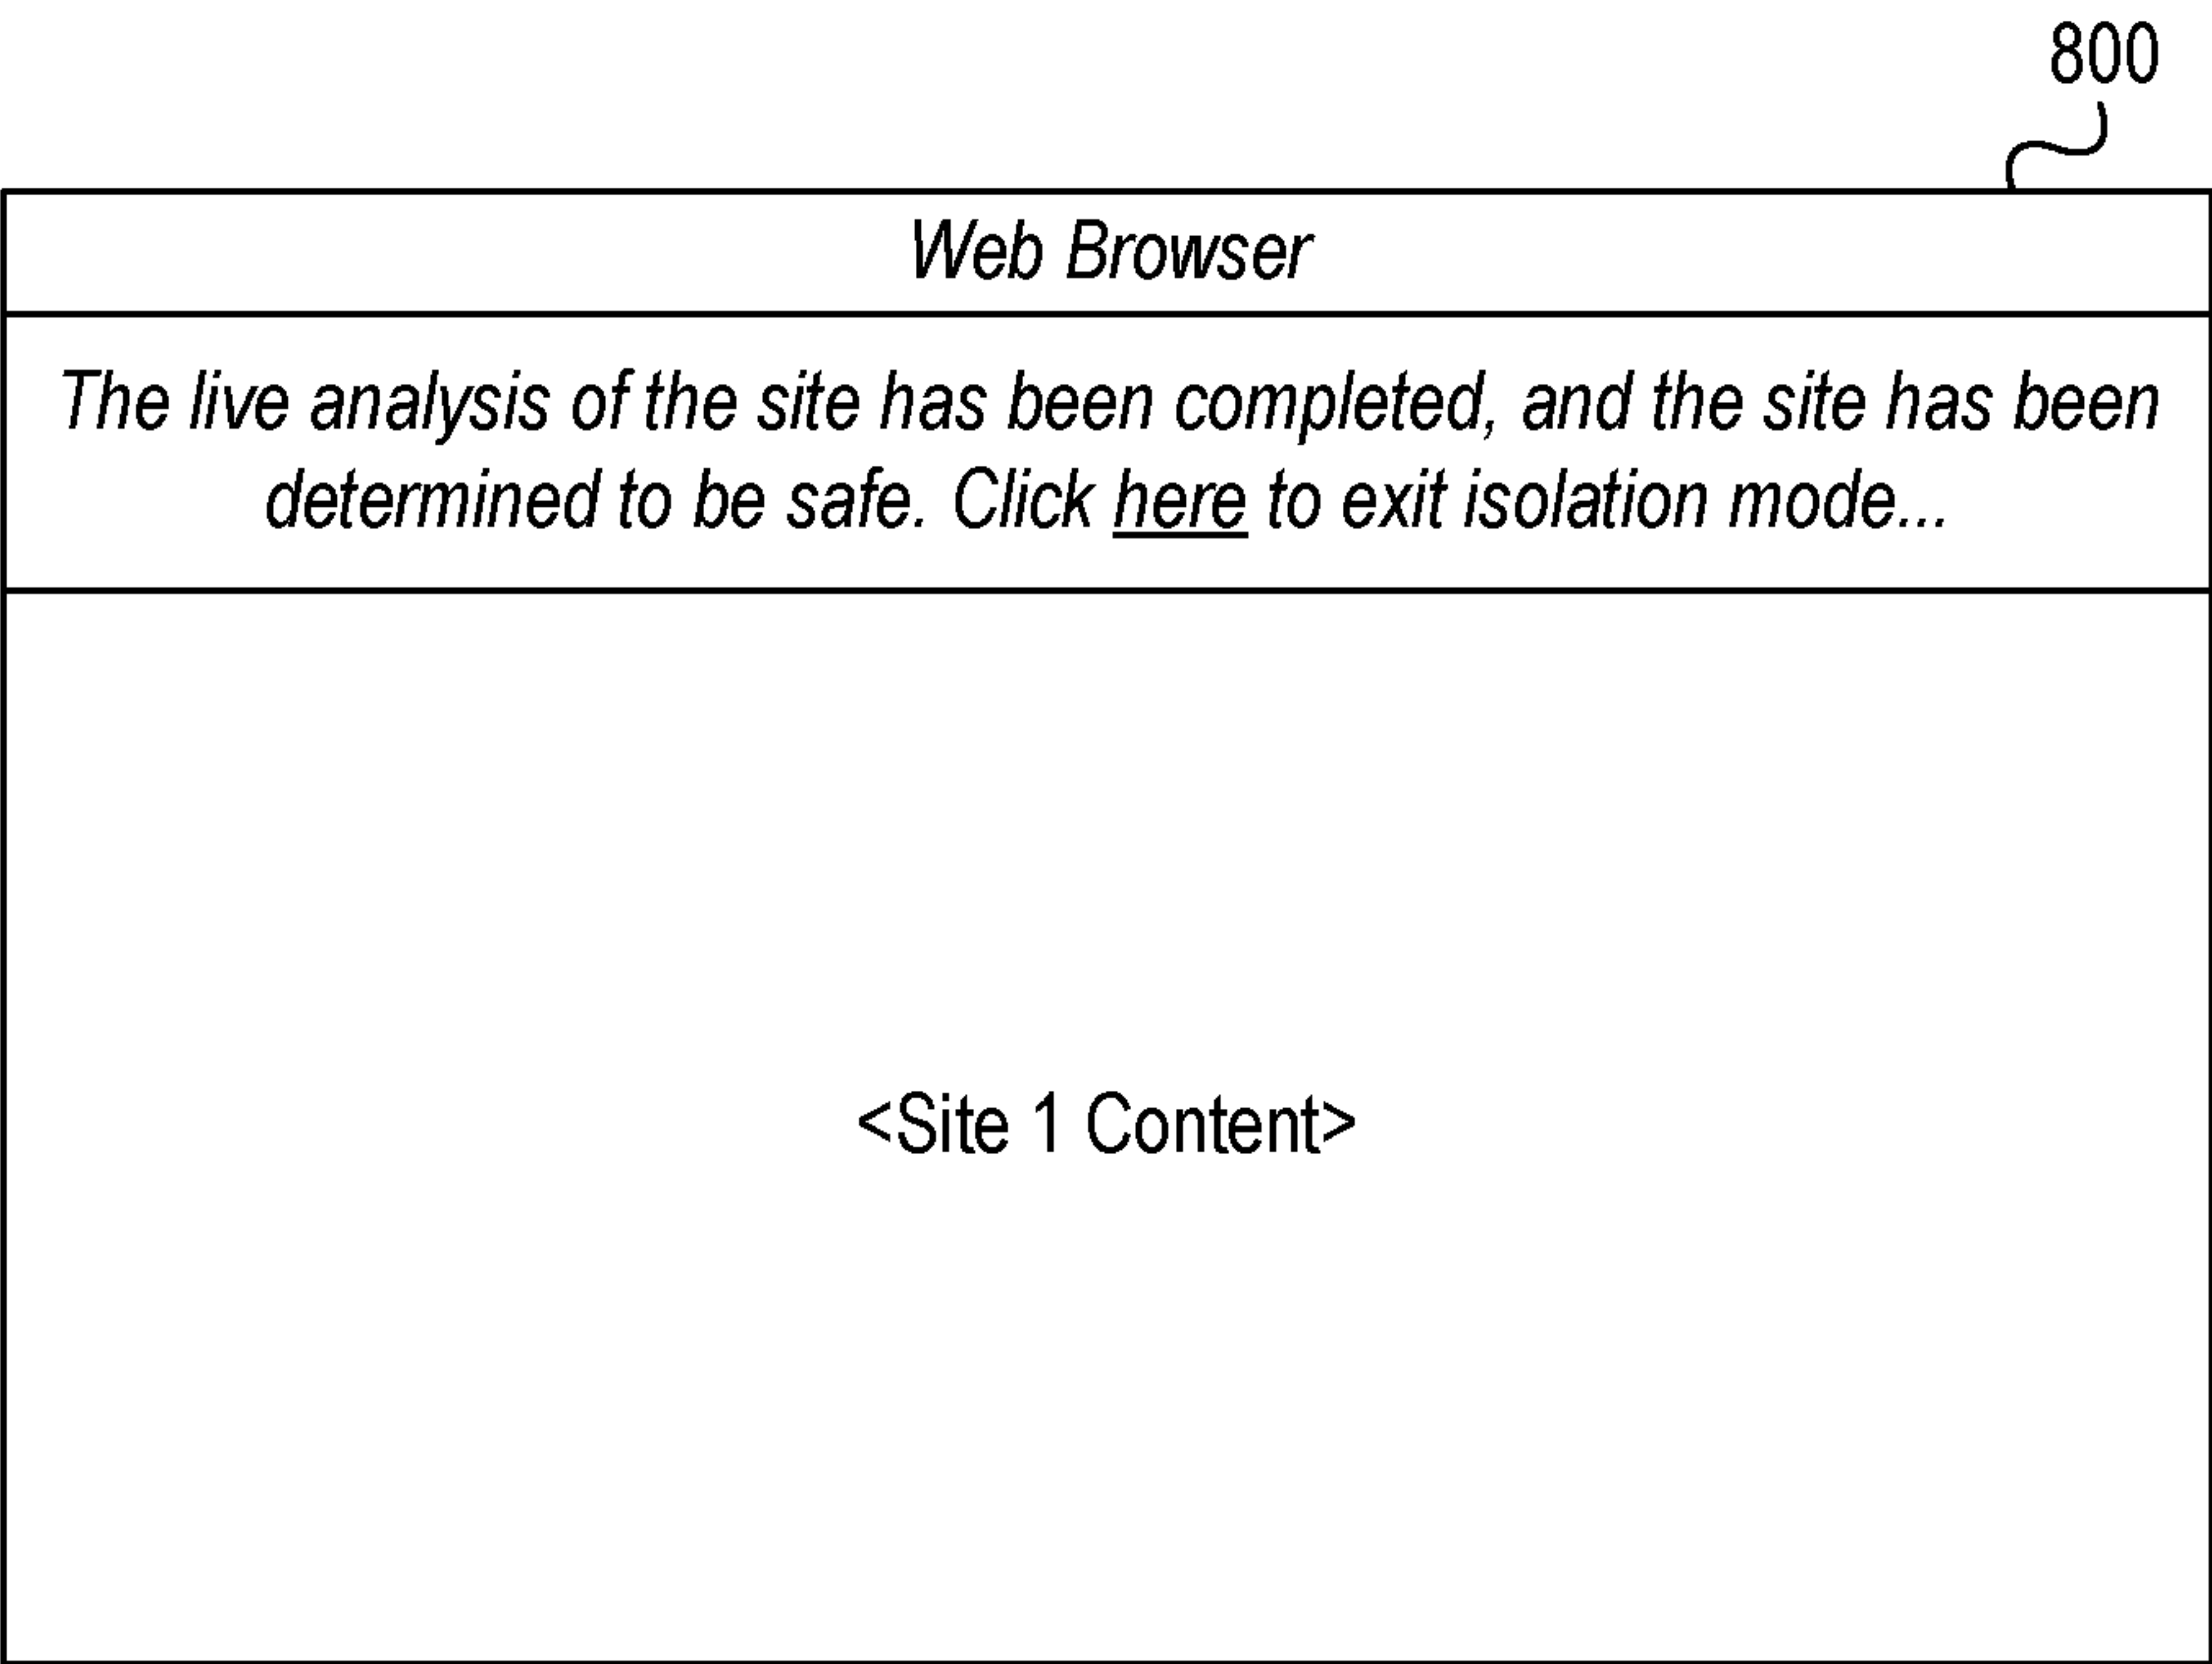 800
Web Browser
The live analysis of the site has been completed, and the site has been
determined to be safe. Click here to exit isolation mode...
<Site 1 Content>